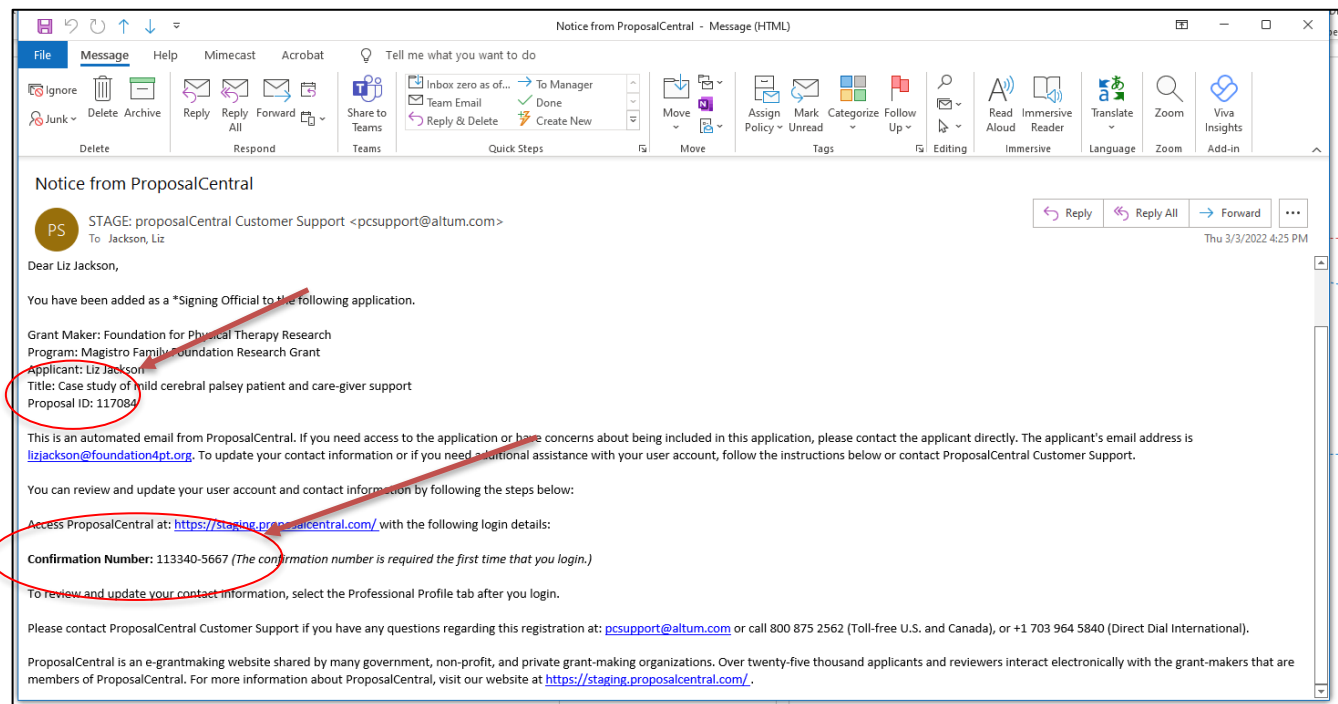 Notice from ProposalCentral - Message (HTML)
File Message Help Mimecast Acrobat Tell me what you want to do
Ignore
Junk
Delete
Archive
Reply
Reply All
Forward
Share to Teams
Inbox zero as of...
To Manager
Team Email
Done
Reply & Delete
Create New
Move
Assign Policy
Mark Unread
Categorize
Follow Up
Read Aloud
Immersive Reader
Translate
Zoom
Viva Insights
Delete Respond Teams Quick Steps Move Tags Editing Immersive Language Zoom Add-in
Notice from ProposalCentral
PS
STAGE: proposalCentral Customer Support <pcsupport@altum.com>
To Jackson, Liz
Reply Reply All Forward
Thu 3/3/2022 4:25 PM
Dear Liz Jackson,
You have been added as a *Signing Official to the following application.
Grant Maker: Foundation for Physical Therapy Research
Program: Magistro Family Foundation Research Grant
Applicant: Liz Jackson
Title: Case study of mild cerebral palsey patient and care-giver support
Proposal ID: 117084
This is an automated email from ProposalCentral. If you need access to the application or have concerns about being included in this application, please contact the applicant directly. The applicant's email address is
lizjackson@foundation4pt.org. To update your contact information or if you need additional assistance with your user account, follow the instructions below or contact ProposalCentral Customer Support.
You can review and update your user account and contact information by following the steps below:
Access ProposalCentral at: https://staging.proposalcentral.com/ with the following login details:
Confirmation Number: 113340-5667 (The confirmation number is required the first time that you login.)
To review and update your contact information, select the Professional Profile tab after you login.
Please contact ProposalCentral Customer Support if you have any questions regarding this registration at: pcsupport@altum.com or call 800 875 2562 (Toll-free U.S. and Canada), or +1 703 964 5840 (Direct Dial International).
ProposalCentral is an e-grantmaking website shared by many government, non-profit, and private grant-making organizations. Over twenty-five thousand applicants and reviewers interact electronically with the grant-makers that are
members of ProposalCentral. For more information about ProposalCentral, visit our website at https://staging.proposalcentral.com/ .